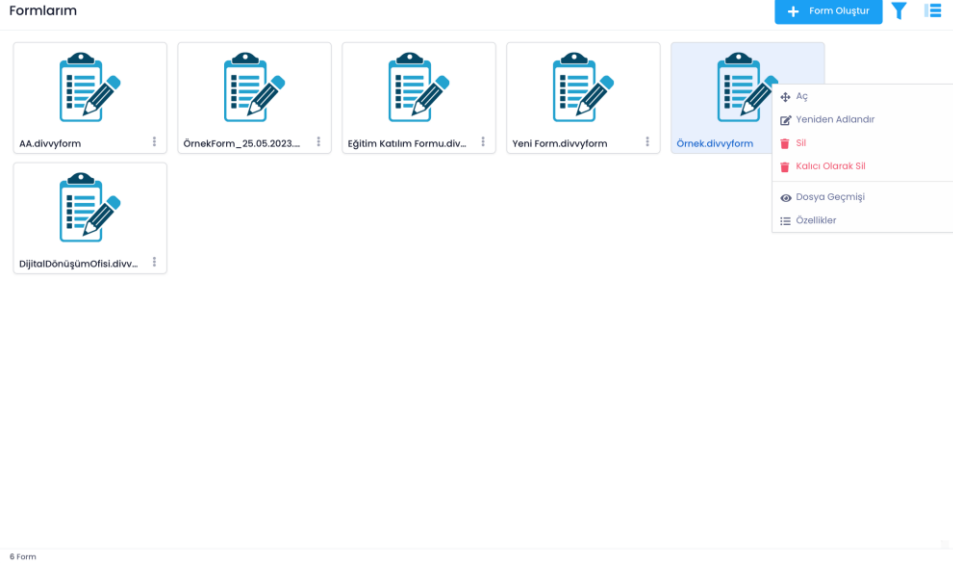 Formlarım
Form Oluştur
AA.divvyform
ÖrnekForm_25.05.2023....
Eğitim Katılım Formu.div...
Yeni Form.divvyform
Örnek.divvyform
Aç
Yeniden Adlandır
Sil
Kalıcı Olarak Sil
Dosya Geçmişi
Özellikler
DijitalDönüşümOfisi.divv...
6 Form